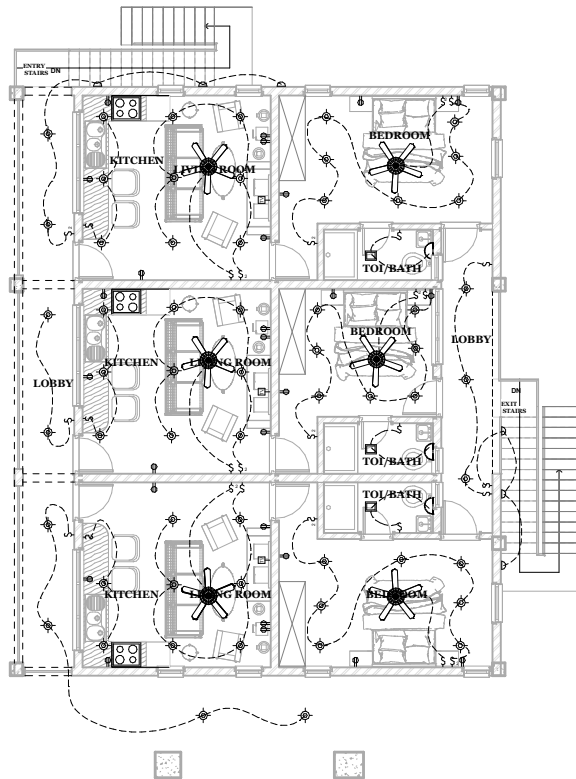 ENTRY
STAIRS DN
KITCHEN
LIVING ROOM
BEDROOM
TOI/BATH
KITCHEN
LIVING ROOM
BEDROOM
LOBBY
LOBBY
TOI/BATH
DN
EXIT
STAIRS
TOI/BATH
KITCHEN
LIVING ROOM
BEDROOM